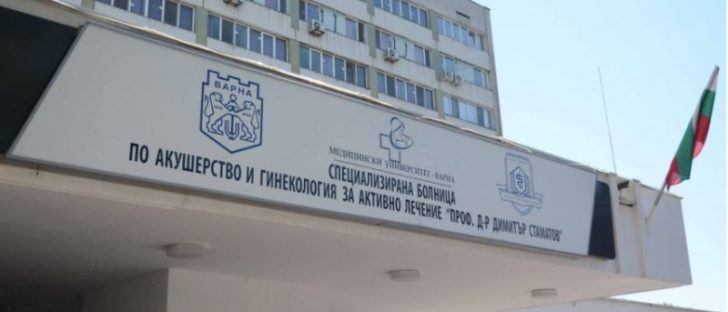 ВАРНА
МЕДИЦИНСКИ УНИВЕРСИТЕТ - ВАРНА
СПЕЦИАЛИЗИРАНА БОЛНИЦА
ПО АКУШЕРСТВО И ГИНЕКОЛОГИЯ ЗА АКТИВНО ЛЕЧЕНИЕ "ПРОФ. Д-Р ДИМИТЪР СТАМАТОВ"